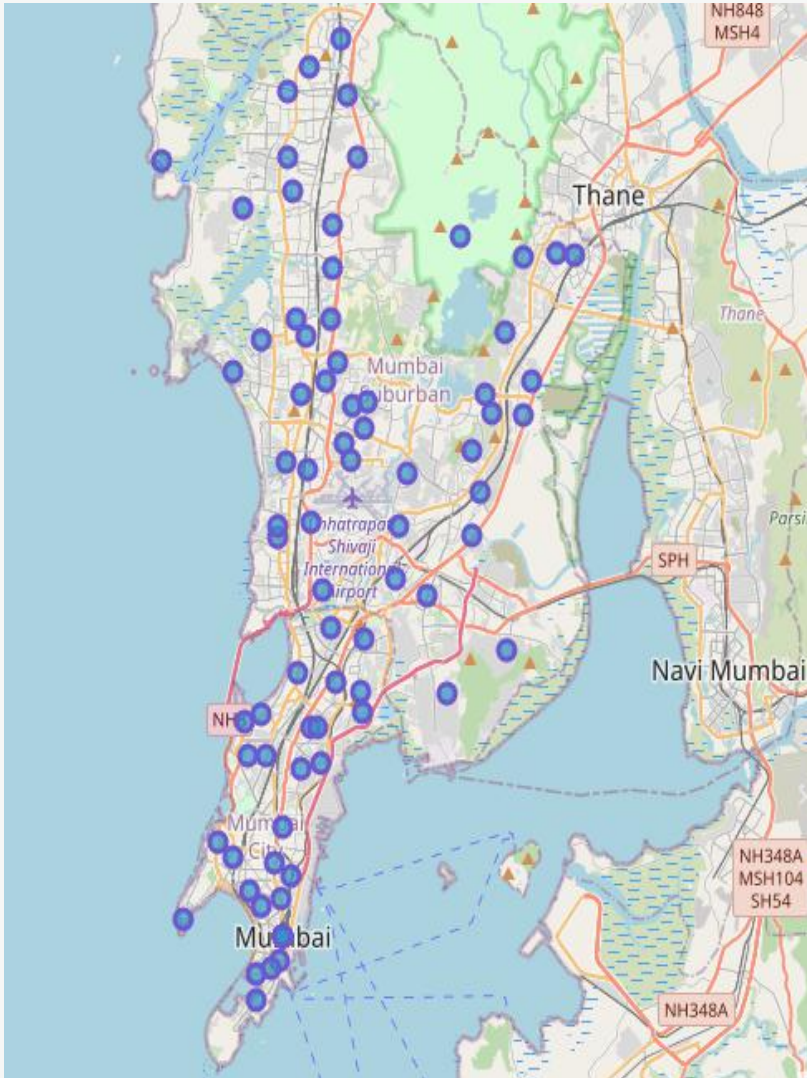 NH848
MSH4
Thane
Thane
Mumbai
Suburban
Parsi
Chhatrapati
Shivaji
International
Airport
SPH
Navi Mumbai
NH
Mumbai
City
NH348A
MSH104
SH54
Mumbai
NH348A